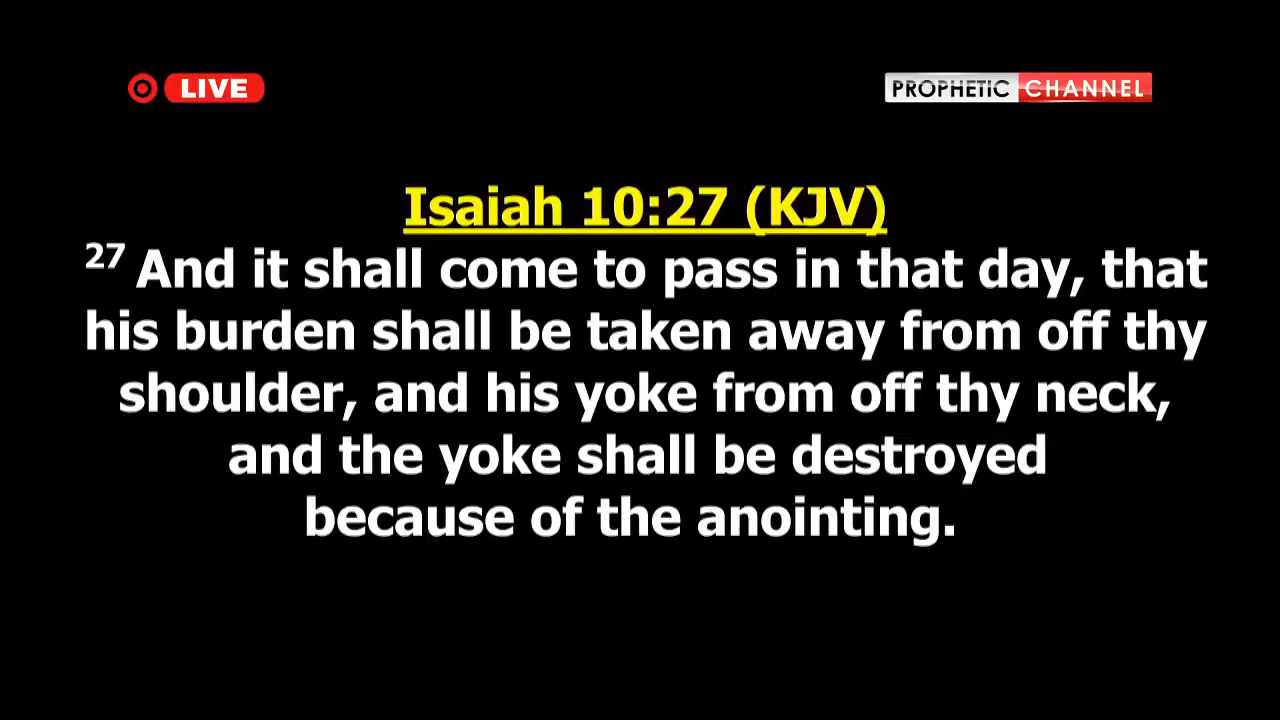 LIVE
PROPHETIC CHANNEL
Isaiah 10:27 (KJV)
27 And it shall come to pass in that day, that
his burden shall be taken away from off thy
shoulder, and his yoke from off thy neck,
and the yoke shall be destroyed
because of the anointing.